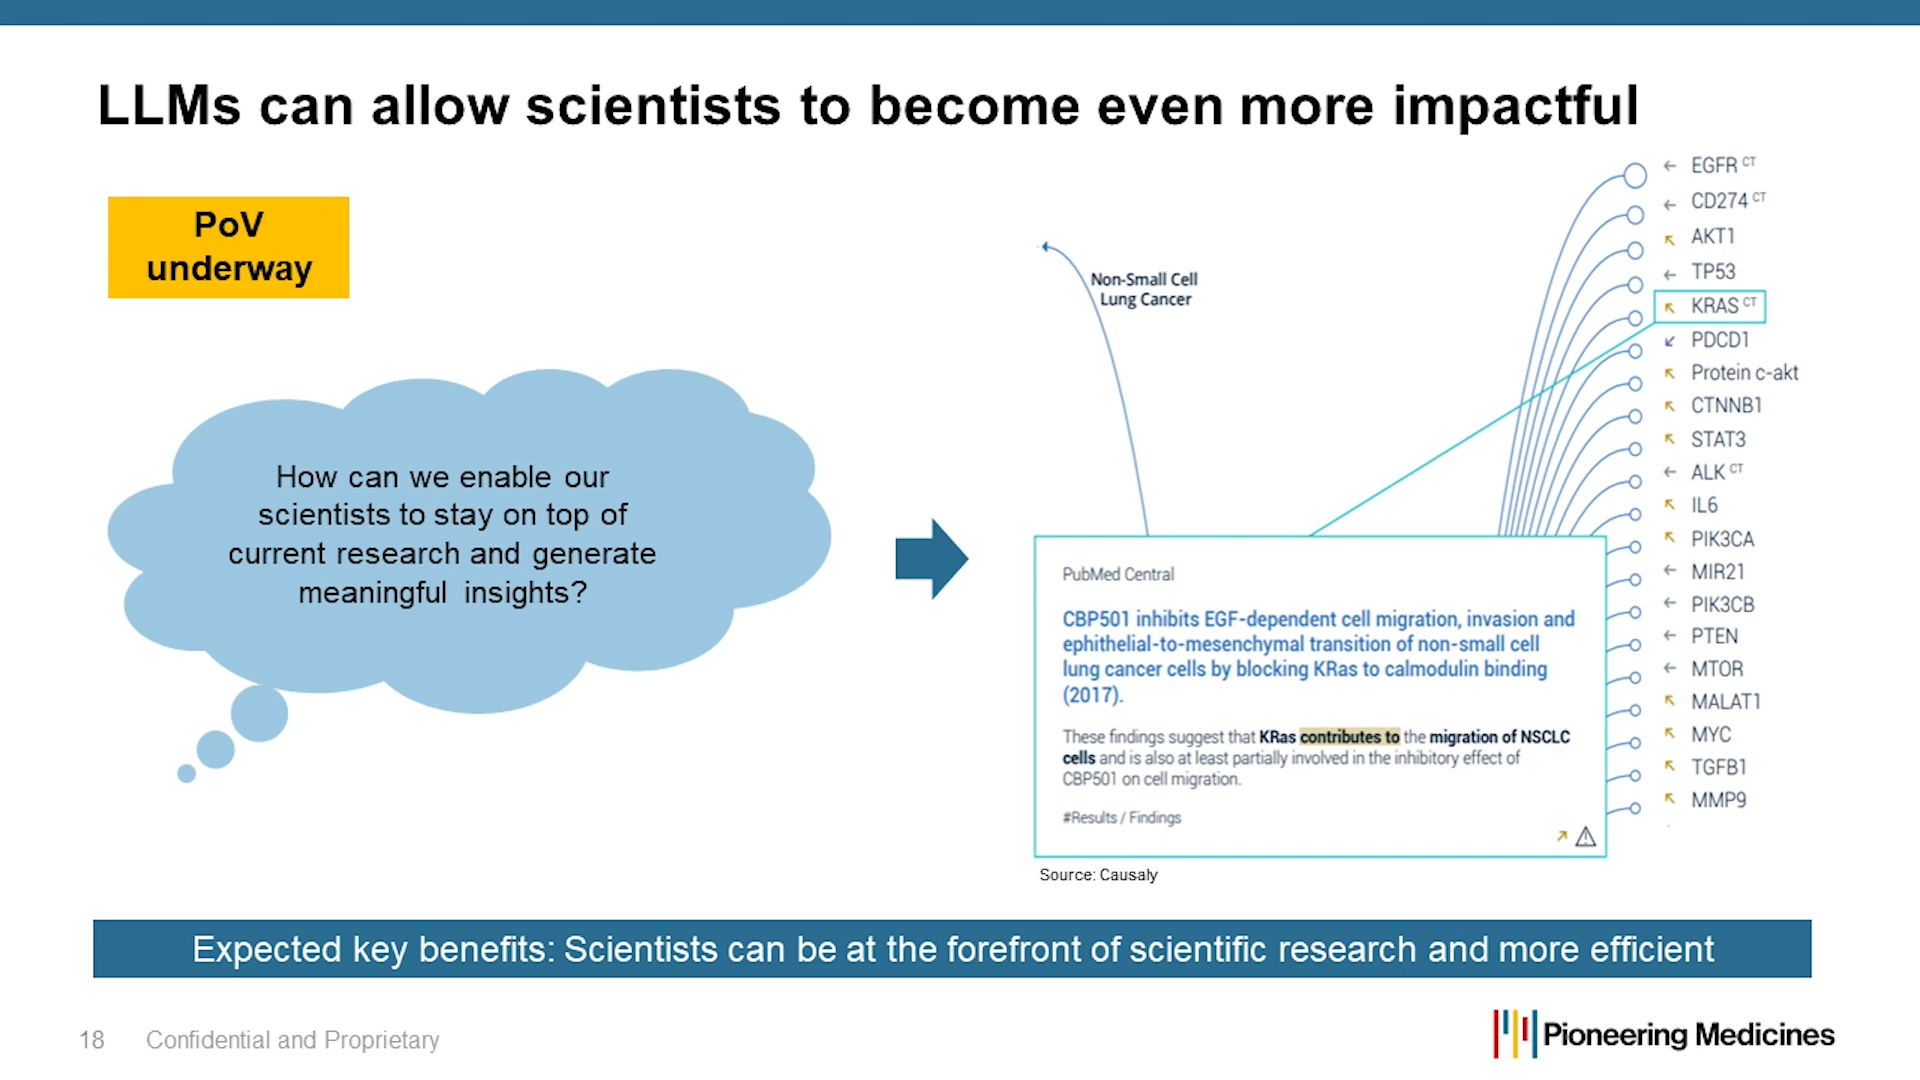 LLMs can allow scientists to become even more impactful
PoV
underway
How can we enable our
scientists to stay on top of
current research and generate
meaningful insights?
Non-Small Cell
Lung Cancer
EGFR CT
CD274 CT
AKT1
TP53
KRAS CT
PDCD1
Protein c-akt
CTNNB1
STAT3
ALK CT
IL6
PIK3CA
MIR21
PIK3CB
PTEN
MTOR
MALAT1
MYC
TGFB1
MMP9
PubMed Central
CBP501 inhibits EGF-dependent cell migration, invasion and
ephithelial-to-mesenchymal transition of non-small cell
lung cancer cells by blocking KRas to calmodulin binding
(2017).
These findings suggest that KRas contributes to the migration of NSCLC
cells and is also at least partially involved in the inhibitory effect of
CBP501 on cell migration.
#Results / Findings
Source: Causaly
Expected key benefits: Scientists can be at the forefront of scientific research and more efficient
18 Confidential and Proprietary
Pioneering Medicines